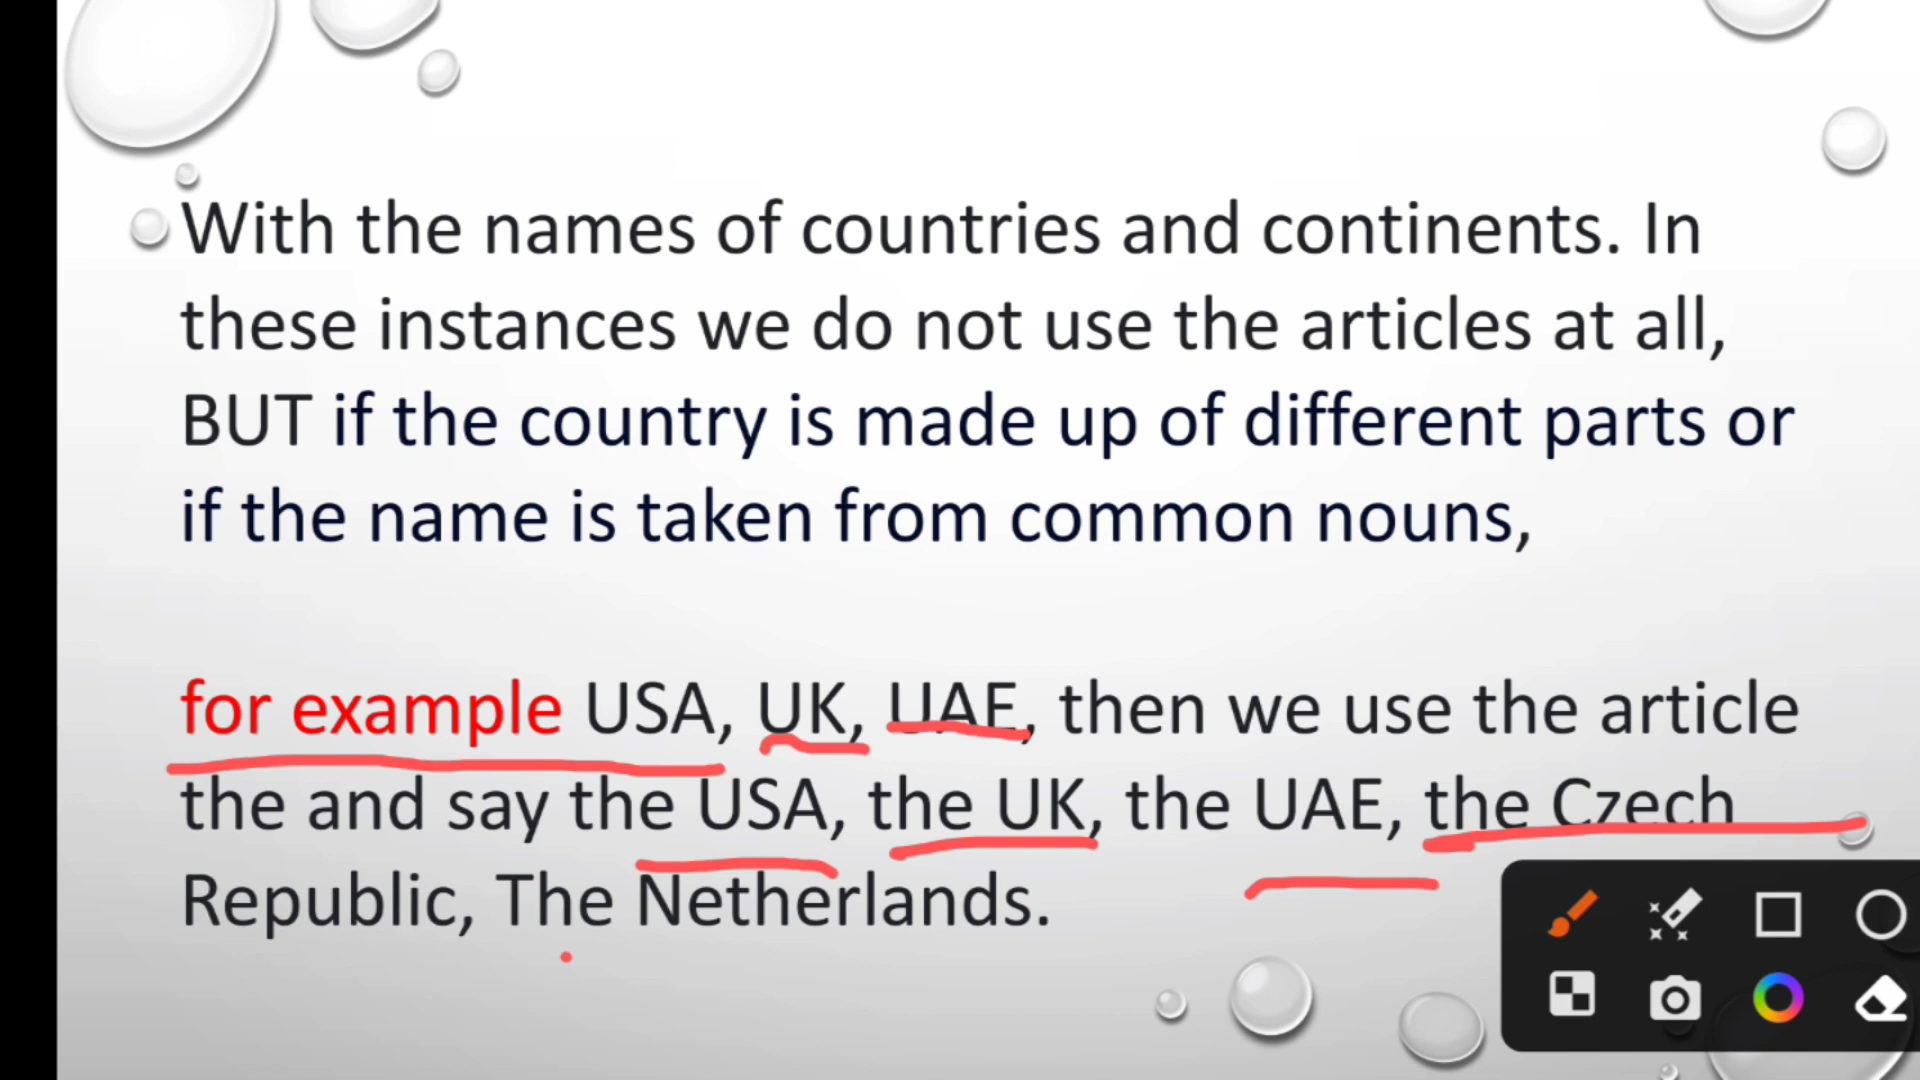 With the names of countries and continents. In
these instances we do not use the articles at all,
BUT if the country is made up of different parts or
if the name is taken from common nouns,
for example USA, UK, UAE, then we use the article
the and say the USA, the UK, the UAE, the Czech
Republic, The Netherlands.